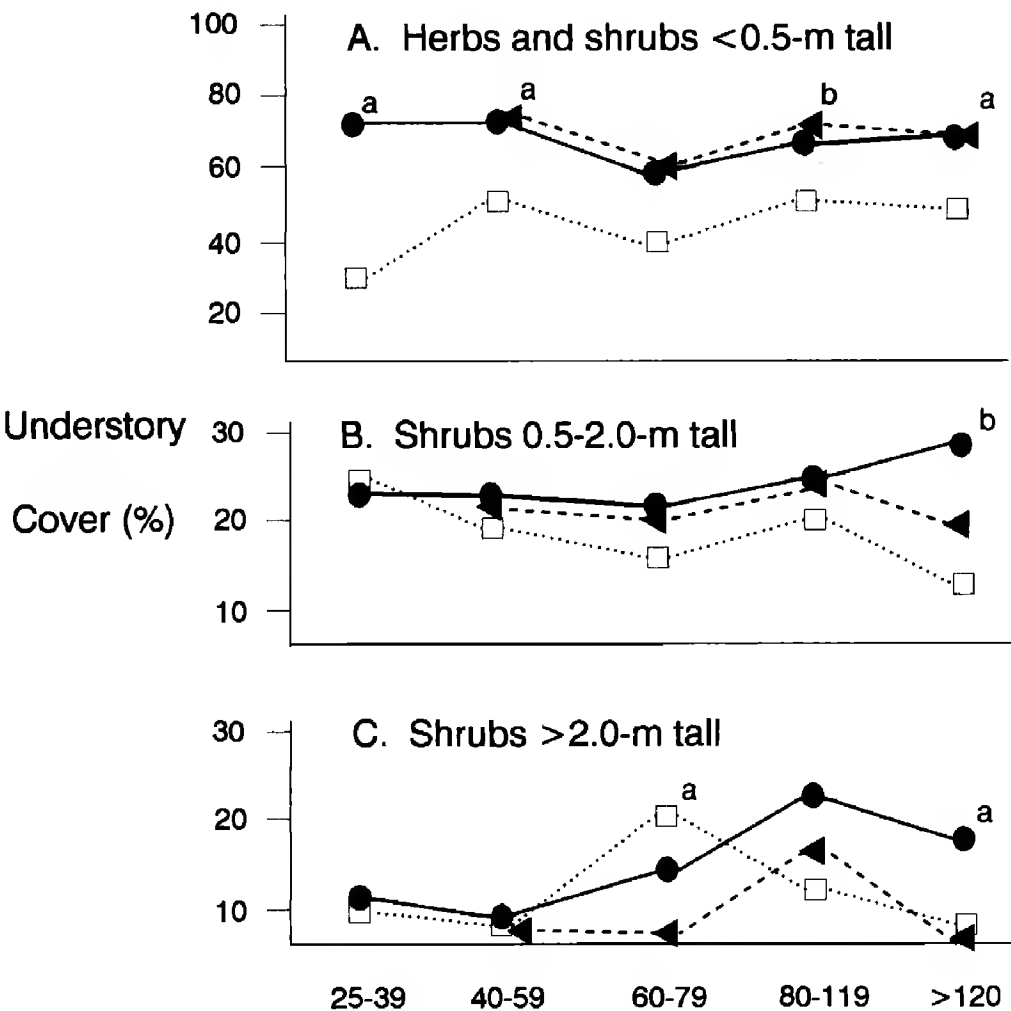 A. Herbs and shrubs <0.5-m tall
100
80
60
40
20
a
a
b
a
Understory
Cover (%)
B. Shrubs 0.5-2.0-m tall
30
20
10
b
C. Shrubs >2.0-m tall
30
20
10
a
a
25-39 40-59 60-79 80-119 >120